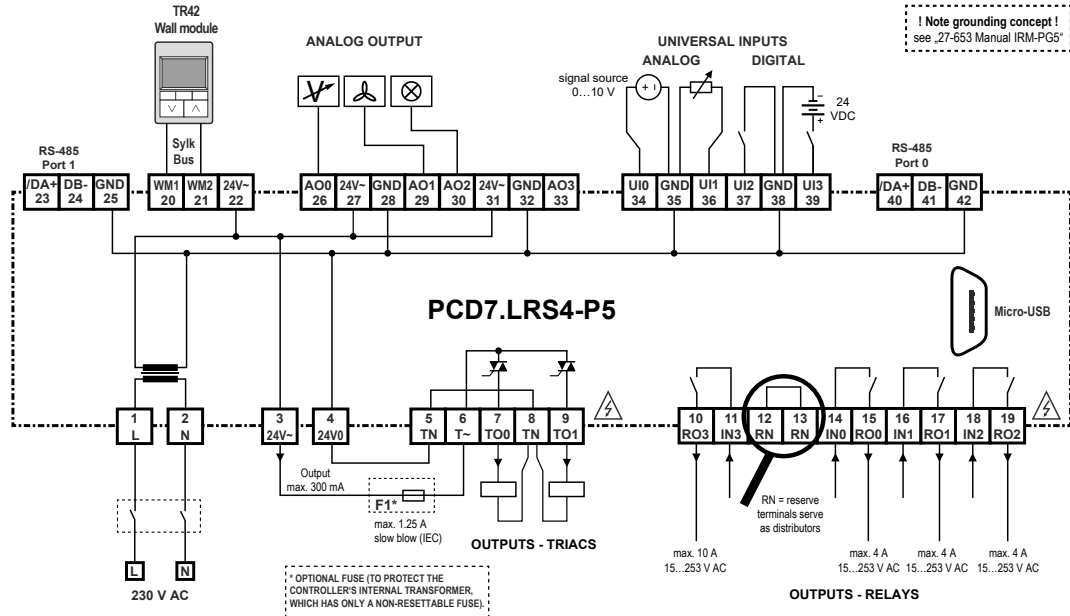 TR42
Wall module
ANALOG OUTPUT
UNIVERSAL INPUTS
ANALOG DIGITAL
! Note grounding concept !
see „27-653 Manual IRM-PG5“
signal source
0...10 V
24
VDC
Sylk
Bus
RS-485
Port 1
RS-485
Port 0
/DA+ DB- GND
23 24 25
WM1 WM2 24V~
20 21 22
AO0 24V~ GND AO1 AO2 24V~ GND AO3
26 27 28 29 30 31 32 33
UI0 GND UI1 UI2 GND UI3
34 35 36 37 38 39
/DA+ DB- GND
40 41 42
PCD7.LRS4-P5
Micro-USB
1 2
L N
3 4
24V~ 24V0
5 6 7 8 9
TN T~ TO0 TN TO1
10 11 12 13 14 15 16 17 18 19
RO3 IN3 RN RN IN0 RO0 IN1 RO1 IN2 RO2
Output
max. 300 mA
F1*
max. 1.25 A
slow blow (IEC)
OUTPUTS - TRIACS
RN = reserve
terminals serve
as distributors
max. 10 A
15...253 V AC
max. 4 A
15...253 V AC
max. 4 A
15...253 V AC
max. 4 A
15...253 V AC
OUTPUTS - RELAYS
L N
230 V AC
* OPTIONAL FUSE (TO PROTECT THE
CONTROLLER'S INTERNAL TRANSFORMER,
WHICH HAS ONLY A NON-RESETTABLE FUSE).